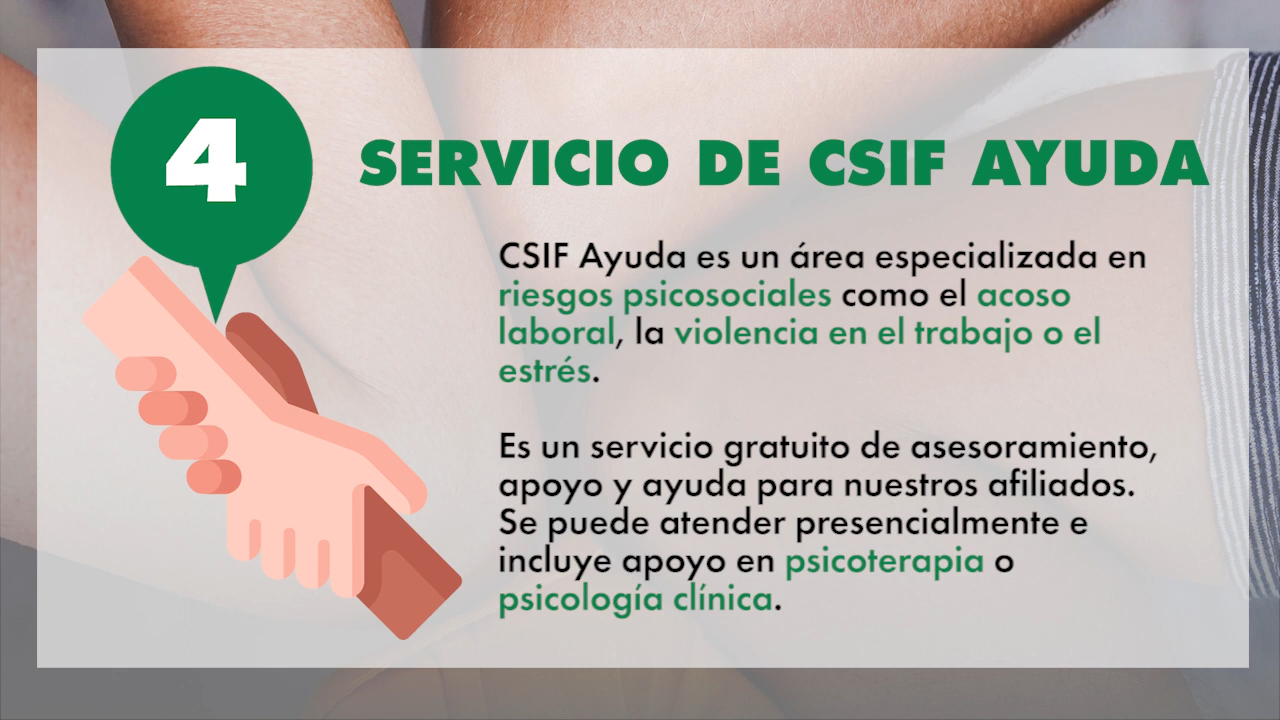 4
SERVICIO DE CSIF AYUDA
CSIF Ayuda es un área especializada en
riesgos psicosociales como el acoso
laboral, la violencia en el trabajo o el
estrés.
Es un servicio gratuito de asesoramiento,
apoyo y ayuda para nuestros afiliados.
Se puede atender presencialmente e
incluye apoyo en psicoterapia o
psicología clínica.